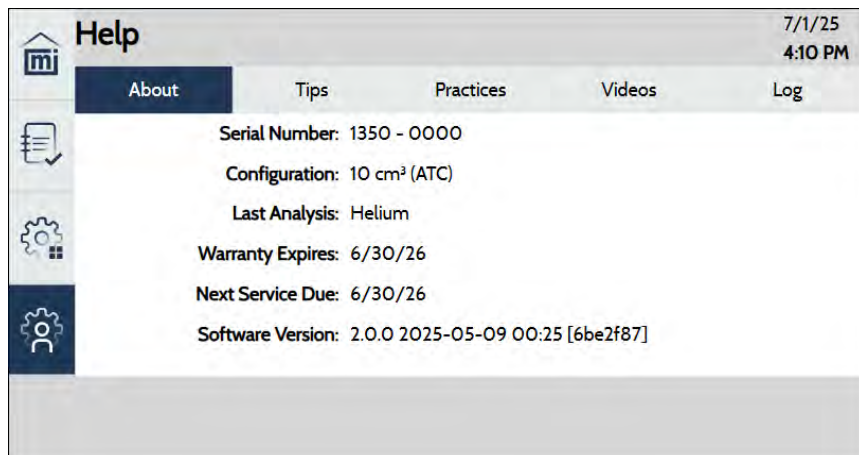 mi
Help
7/1/25
4:10 PM
About Tips Practices Videos Log
Serial Number: 1350 - 0000
Configuration: 10 cm³ (ATC)
Last Analysis: Helium
Warranty Expires: 6/30/26
Next Service Due: 6/30/26
Software Version: 2.0.0 2025-05-09 00:25 [6be2f87]